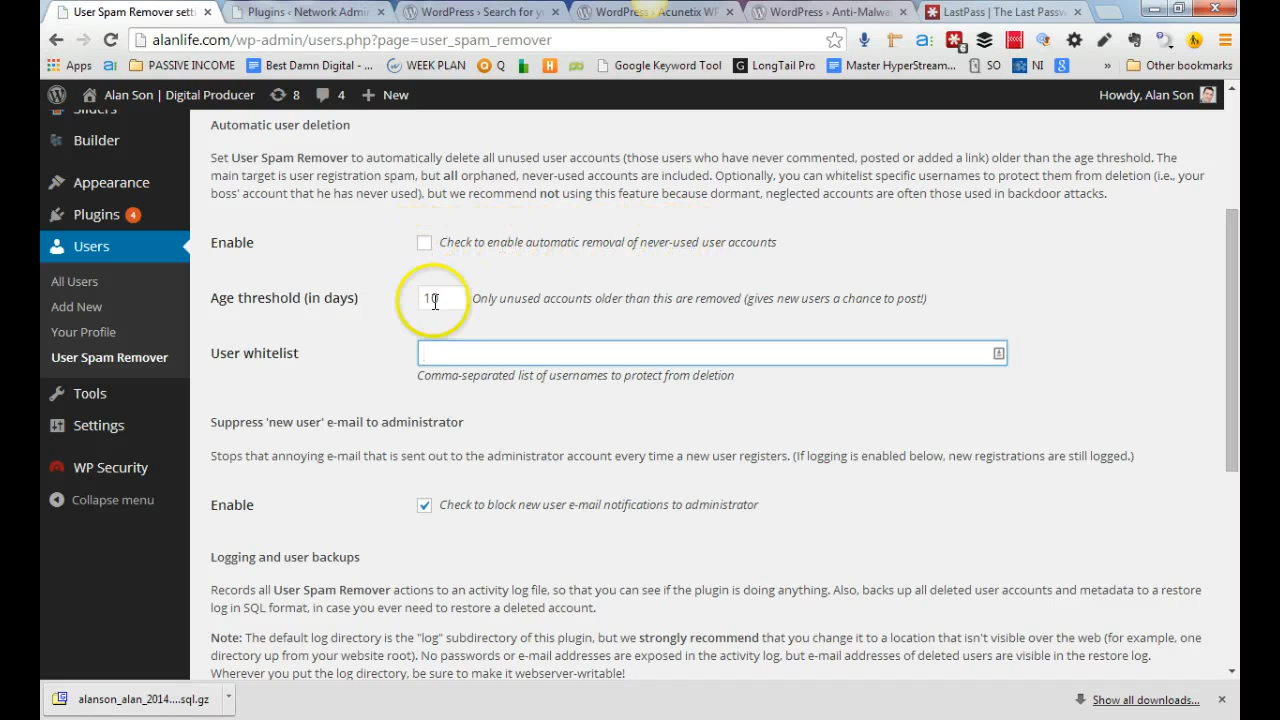 User Spam Remover sett
Plugins ‹ Network Admi
WordPress › Search for y
WordPress › Acunetix WP
WordPress › Anti-Malwa
LastPass | The Last Passw
alanlife.com/wp-admin/users.php?page=user_spam_remover
6
Apps
PASSIVE INCOME
Best Damn Digital -...
WEEK PLAN
Q
Google Keyword Tool
LongTail Pro
Master HyperStream...
SO
NI
»
Other bookmarks
Alan Son | Digital Producer
8
4
New
Howdy, Alan Son
Sliders
Builder
Appearance
Plugins 4
Users
All Users
Add New
Your Profile
User Spam Remover
Tools
Settings
WP Security
Collapse menu
Automatic user deletion
Set User Spam Remover to automatically delete all unused user accounts (those users who have never commented, posted or added a link) older than the age threshold. The
main target is user registration spam, but all orphaned, never-used accounts are included. Optionally, you can whitelist specific usernames to protect them from deletion (i.e., your
boss' account that he has never used), but we recommend not using this feature because dormant, neglected accounts are often those used in backdoor attacks.
Enable
Check to enable automatic removal of never-used user accounts
Age threshold (in days)
10
Only unused accounts older than this are removed (gives new users a chance to post!)
User whitelist
Comma-separated list of usernames to protect from deletion
Suppress 'new user' e-mail to administrator
Stops that annoying e-mail that is sent out to the administrator account every time a new user registers. (If logging is enabled below, new registrations are still logged.)
Enable
Check to block new user e-mail notifications to administrator
Logging and user backups
Records all User Spam Remover actions to an activity log file, so that you can see if the plugin is doing anything. Also, backs up all deleted user accounts and metadata to a restore
log in SQL format, in case you ever need to restore a deleted account.
Note: The default log directory is the "log" subdirectory of this plugin, but we strongly recommend that you change it to a location that isn't visible over the web (for example, one
directory up from your website root). No passwords or e-mail addresses are exposed in the activity log, but e-mail addresses of deleted users are visible in the restore log.
Wherever you put the log directory, be sure to make it webserver-writable!
alanson_alan_2014....sql.gz
Show all downloads...